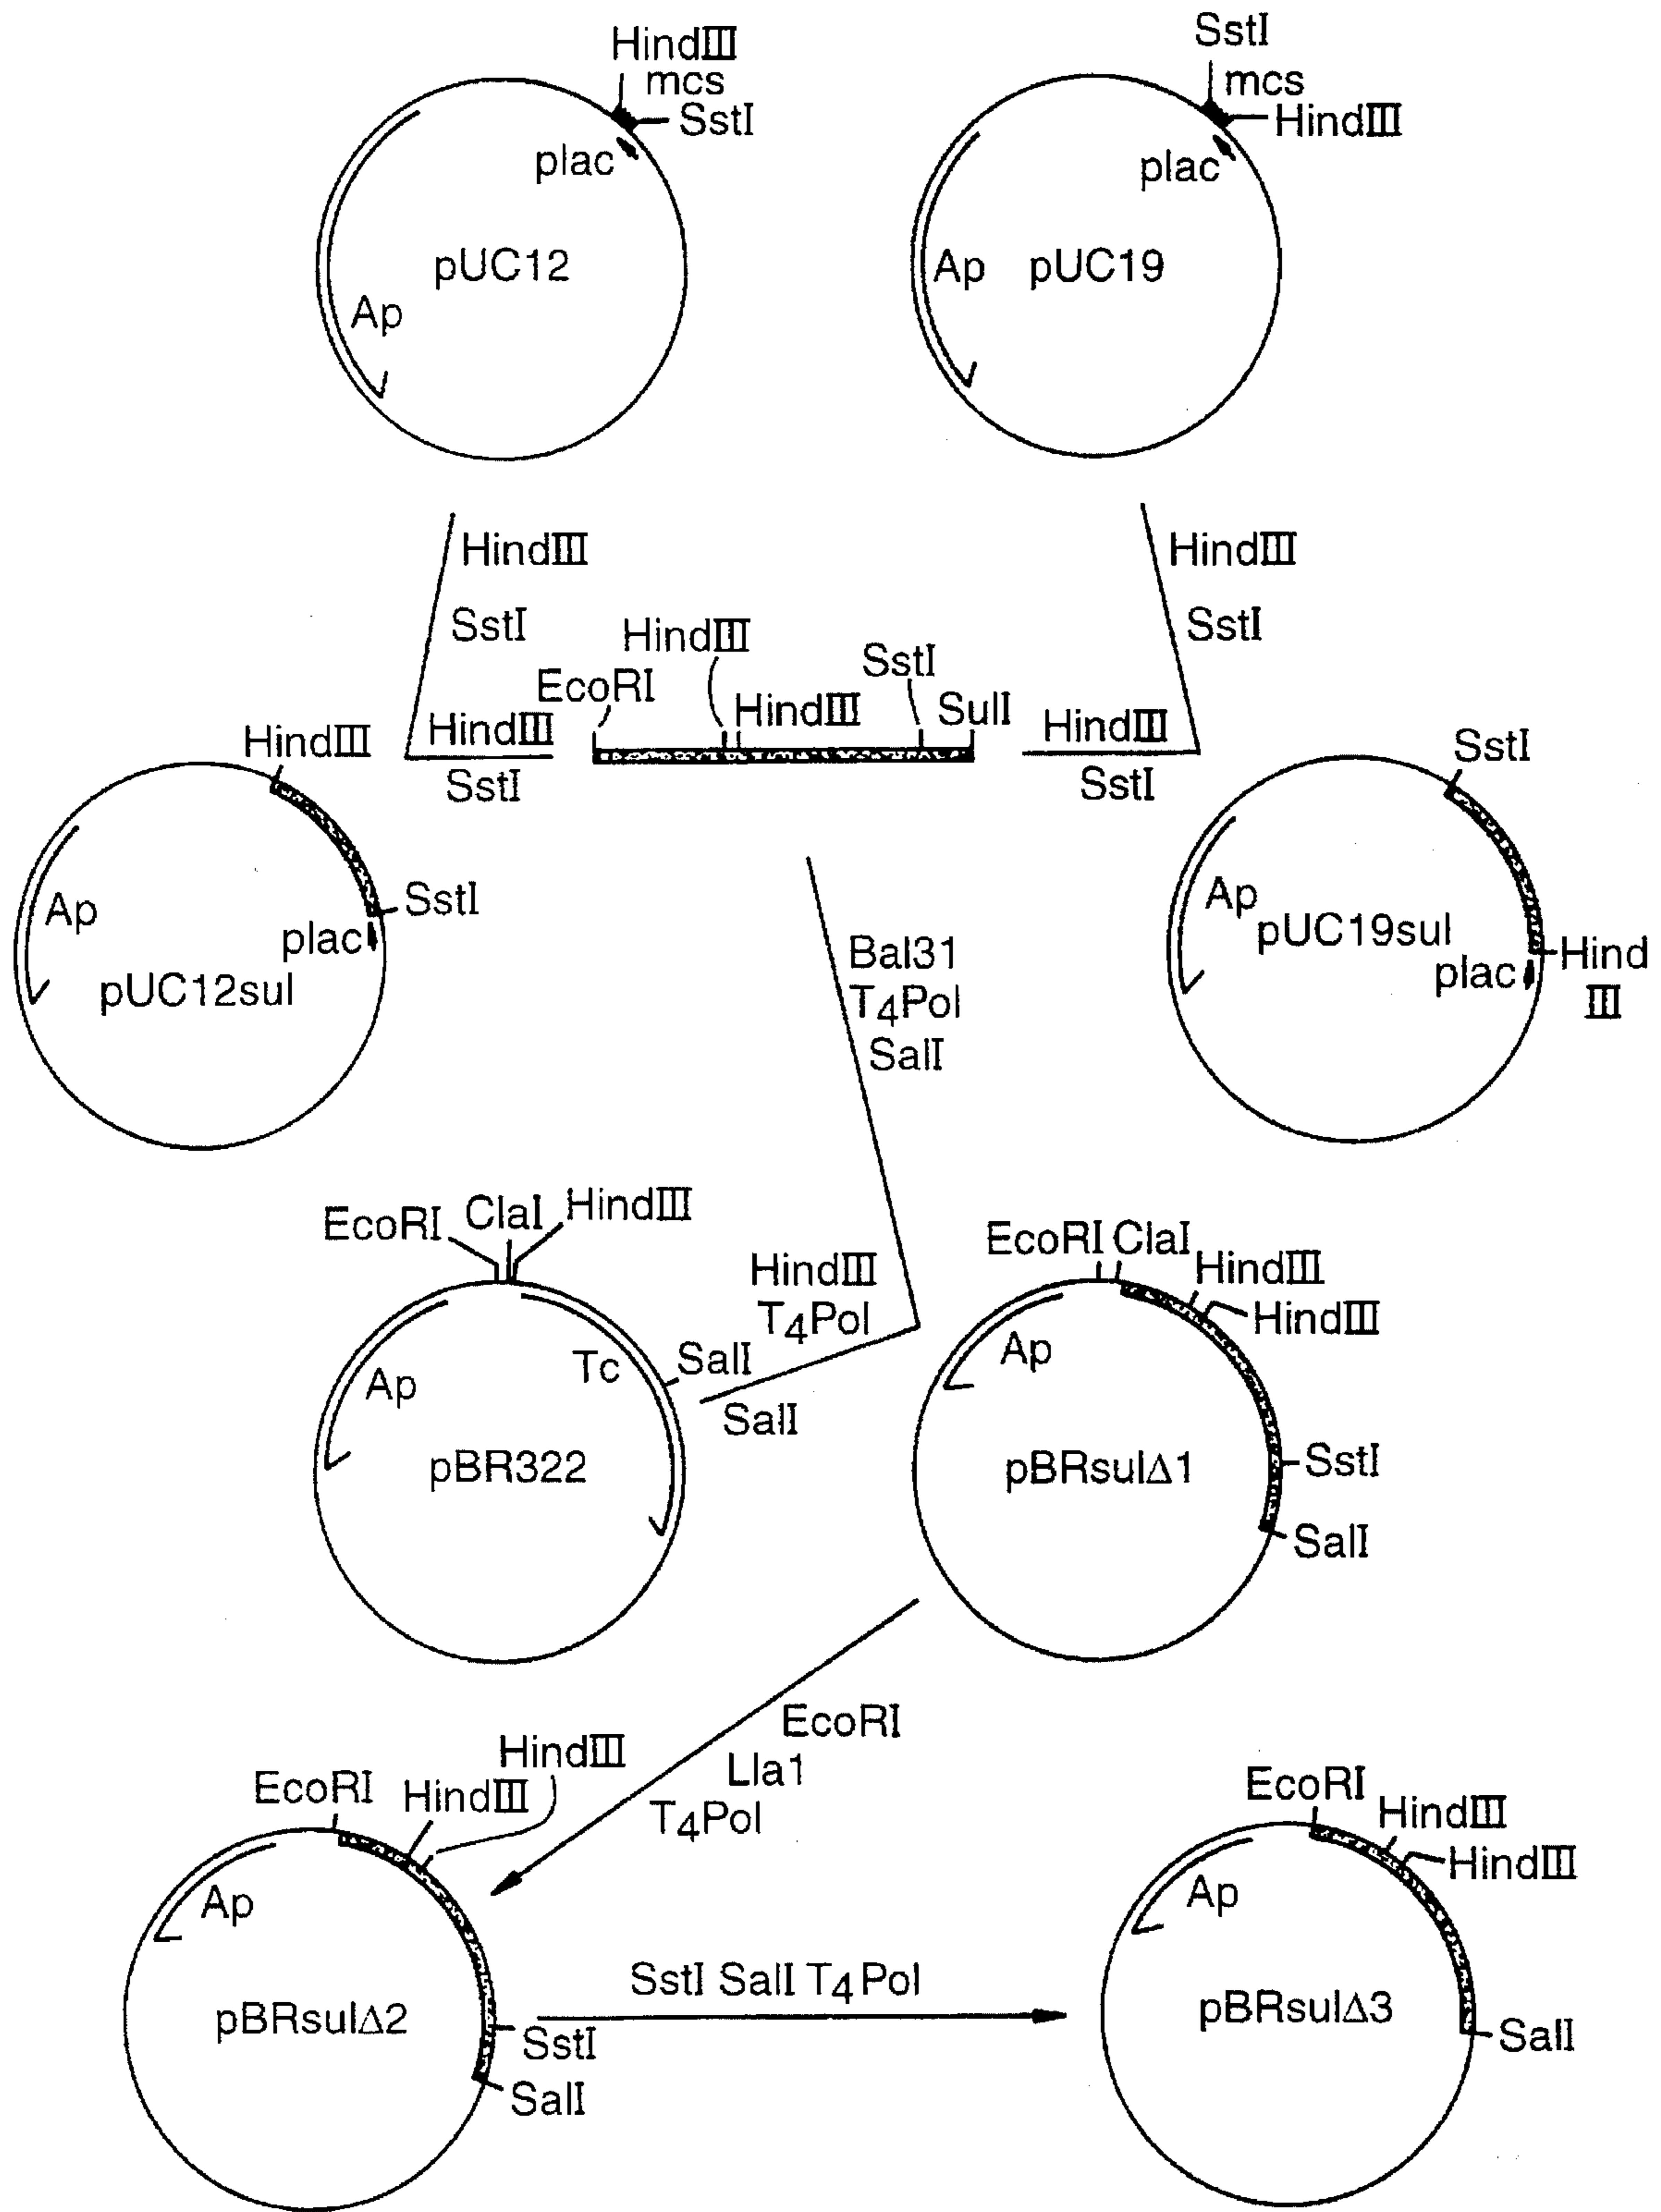 HindIII
mcs
SstI
plac
pUC12
Ap
SstI
mcs
HindIII
plac
Ap
pUC19
HindIII
SstI
HindIII
SstI
HindIII
EcoRI
HindIII
SstI
SulI
HindIII
SstI
HindIII
SstI
HindIII
SstI
Ap
plac
pUC12sul
SstI
Ap
pUC19sul
plac
Hind
III
Bal31
T4Pol
SalI
EcoRI
ClaI
HindIII
HindIII
T4Pol
SalI
Ap
Tc
SalI
pBR322
EcoRI
ClaI
HindIII
HindIII
Ap
pBRsulΔ1
SstI
SalI
EcoRI
Lla1
T4Pol
EcoRI
HindIII
HindIII
Ap
pBRsulΔ2
SstI
SalI
SstI SalI T4Pol
EcoRI
HindIII
HindIII
Ap
pBRsulΔ3
SalI